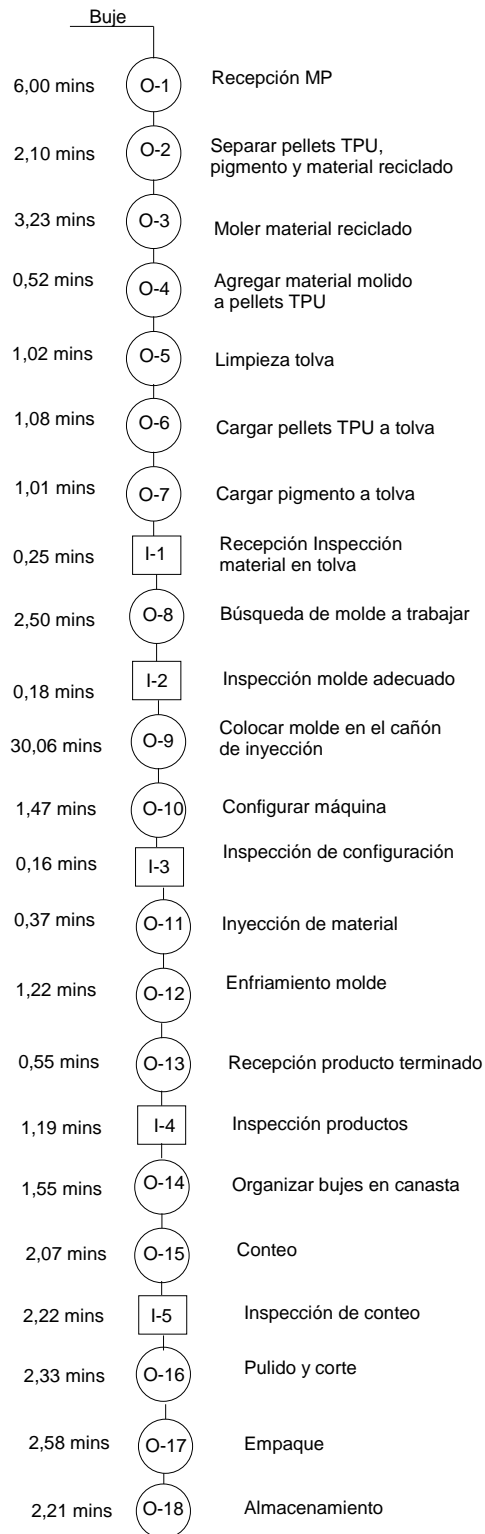 Buje
6,00 mins O-1 Recepción MP
2,10 mins O-2 Separar pellets TPU,
pigmento y material reciclado
3,23 mins O-3 Moler material reciclado
0,52 mins O-4 Agregar material molido
a pellets TPU
1,02 mins O-5 Limpieza tolva
1,08 mins O-6 Cargar pellets TPU a tolva
1,01 mins O-7 Cargar pigmento a tolva
0,25 mins I-1 Recepción Inspección
material en tolva
2,50 mins O-8 Búsqueda de molde a trabajar
0,18 mins I-2 Inspección molde adecuado
30,06 mins O-9 Colocar molde en el cañón
de inyección
1,47 mins O-10 Configurar máquina
0,16 mins I-3 Inspección de configuración
0,37 mins O-11 Inyección de material
1,22 mins O-12 Enfriamiento molde
0,55 mins O-13 Recepción producto terminado
1,19 mins I-4 Inspección productos
1,55 mins O-14 Organizar bujes en canasta
2,07 mins O-15 Conteo
2,22 mins I-5 Inspección de conteo
2,33 mins O-16 Pulido y corte
2,58 mins O-17 Empaque
2,21 mins O-18 Almacenamiento